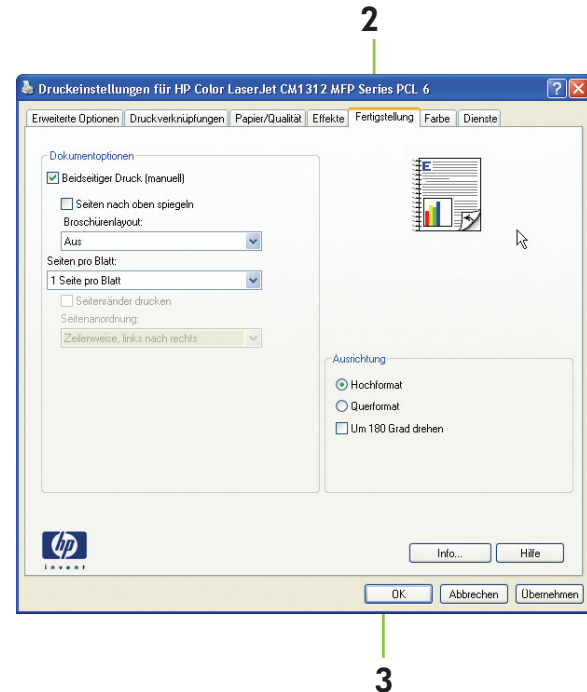 2
Druckeinstellungen für HP Color LaserJet CM1312 MFP Series PCL 6
Erweiterte Optionen Druckverknüpfungen Papier/Qualität Effekte Fertigstellung Farbe Dienste
Dokumentoptionen
Beidseitiger Druck (manuell)
Seiten nach oben spiegeln
Broschürenlayout:
Aus
Seiten pro Blatt:
1 Seite pro Blatt
Seitenränder drucken
Seitenanordnung:
Zeilenweise, links nach rechts
E
Ausrichtung
Hochformat
Querformat
Um 180 Grad drehen
hp
invent
Info... Hilfe
OK Abbrechen Übernehmen
3